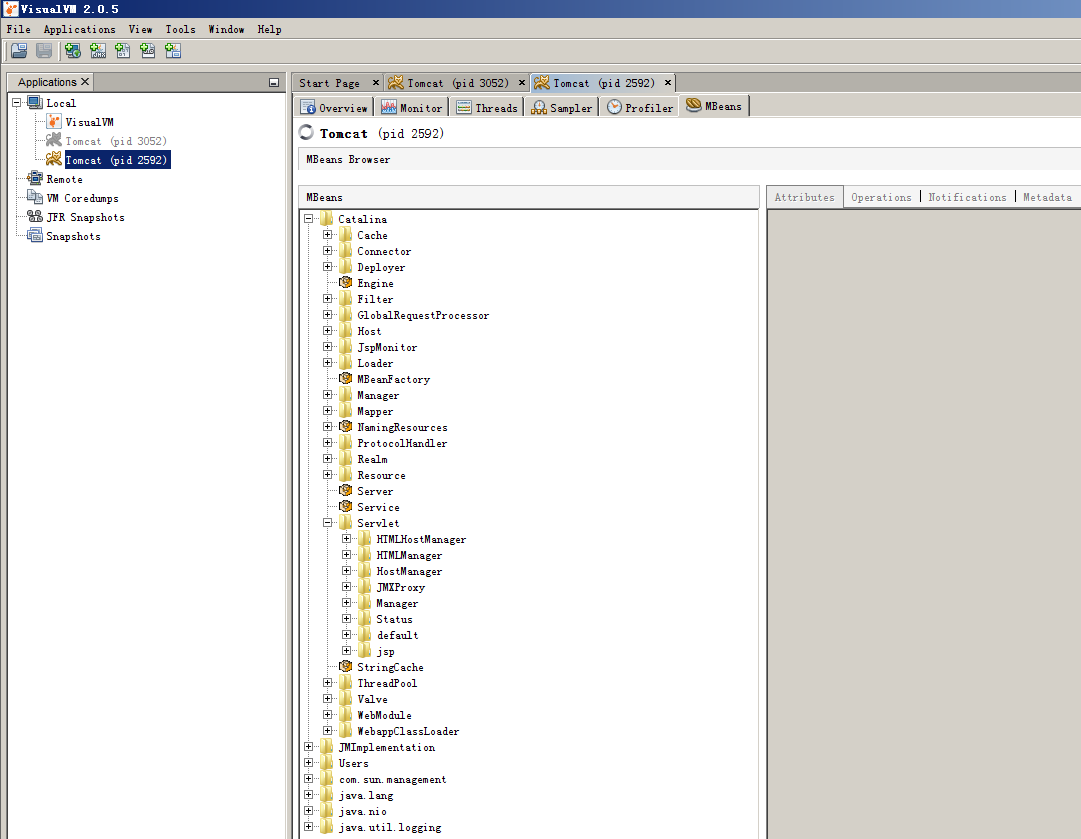 VisualVM 2.0.5
File Applications View Tools Window Help
Applications
Start Page Tomcat (pid 3052) Tomcat (pid 2592)
Local
VisualVM
Tomcat (pid 3052)
Tomcat (pid 2592)
Remote
VM Coredumps
JFR Snapshots
Snapshots
Overview Monitor Threads Sampler Profiler MBeans
Tomcat (pid 2592)
MBeans Browser
MBeans
Catalina
Cache
Connector
Deployer
Engine
Filter
GlobalRequestProcessor
Host
JspMonitor
Loader
MBeanFactory
Manager
Mapper
NamingResources
ProtocolHandler
Realm
Resource
Server
Service
Servlet
HTMLHostManager
HTMLManager
HostManager
JMXProxy
Manager
Status
default
jsp
StringCache
ThreadPool
Valve
WebModule
WebappClassLoader
JMImplementation
Users
com.sun.management
java.lang
java.nio
java.util.logging
Attributes Operations Notifications Metadata